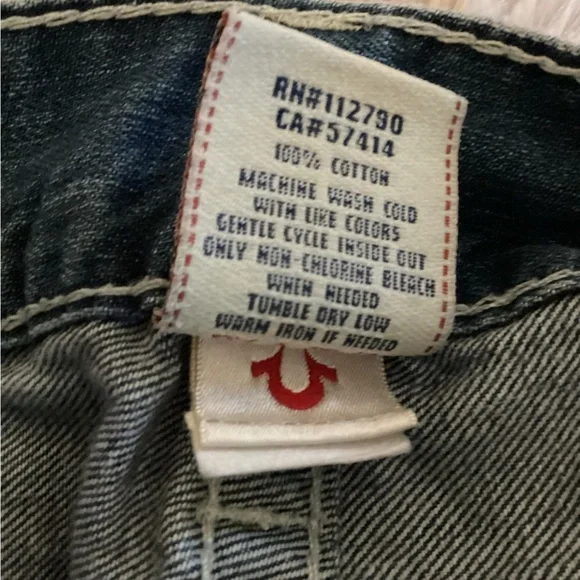 RN#112790
CA#57414
100% COTTON
MACHINE WASH COLD
WITH LIKE COLORS
GENTLE CYCLE INSIDE OUT
ONLY NON-CHLORINE BLEACH
WHEN NEEDED
TUMBLE DRY LOW
WARM IRON IF NEEDED